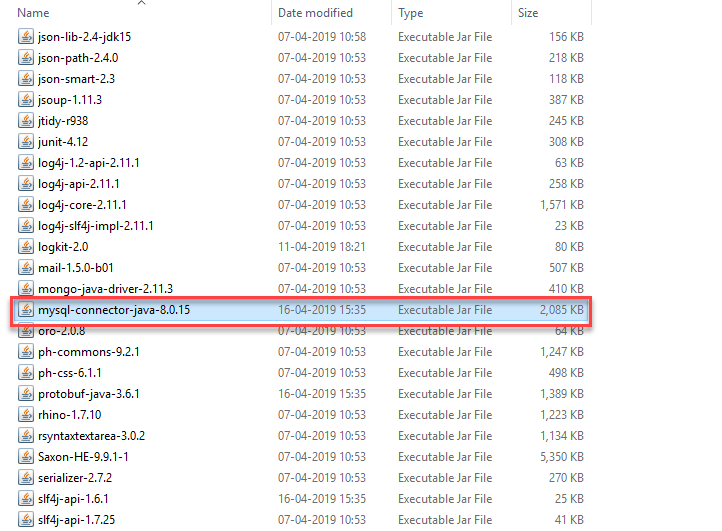 Name Date modified Type Size
json-lib-2.4-jdk15 07-04-2019 10:58 Executable Jar File 156 KB
json-path-2.4.0 07-04-2019 10:53 Executable Jar File 218 KB
json-smart-2.3 07-04-2019 10:53 Executable Jar File 118 KB
jsoup-1.11.3 07-04-2019 10:53 Executable Jar File 387 KB
jtidy-r938 07-04-2019 10:53 Executable Jar File 245 KB
junit-4.12 07-04-2019 10:53 Executable Jar File 308 KB
log4j-1.2-api-2.11.1 07-04-2019 10:53 Executable Jar File 63 KB
log4j-api-2.11.1 07-04-2019 10:53 Executable Jar File 258 KB
log4j-core-2.11.1 07-04-2019 10:53 Executable Jar File 1,571 KB
log4j-slf4j-impl-2.11.1 07-04-2019 10:53 Executable Jar File 23 KB
logkit-2.0 11-04-2019 18:21 Executable Jar File 80 KB
mail-1.5.0-b01 07-04-2019 10:53 Executable Jar File 507 KB
mongo-java-driver-2.11.3 07-04-2019 10:53 Executable Jar File 410 KB
mysql-connector-java-8.0.15 16-04-2019 15:35 Executable Jar File 2,085 KB
oro-2.0.8 07-04-2019 10:53 Executable Jar File 64 KB
ph-commons-9.2.1 07-04-2019 10:53 Executable Jar File 1,247 KB
ph-css-6.1.1 07-04-2019 10:53 Executable Jar File 498 KB
protobuf-java-3.6.1 16-04-2019 15:35 Executable Jar File 1,389 KB
rhino-1.7.10 07-04-2019 10:53 Executable Jar File 1,223 KB
rsyntaxtextarea-3.0.2 07-04-2019 10:53 Executable Jar File 1,134 KB
Saxon-HE-9.9.1-1 07-04-2019 10:53 Executable Jar File 5,350 KB
serializer-2.7.2 07-04-2019 10:53 Executable Jar File 270 KB
slf4j-api-1.6.1 16-04-2019 15:35 Executable Jar File 25 KB
slf4j-api-1.7.25 07-04-2019 10:53 Executable Jar File 41 KB